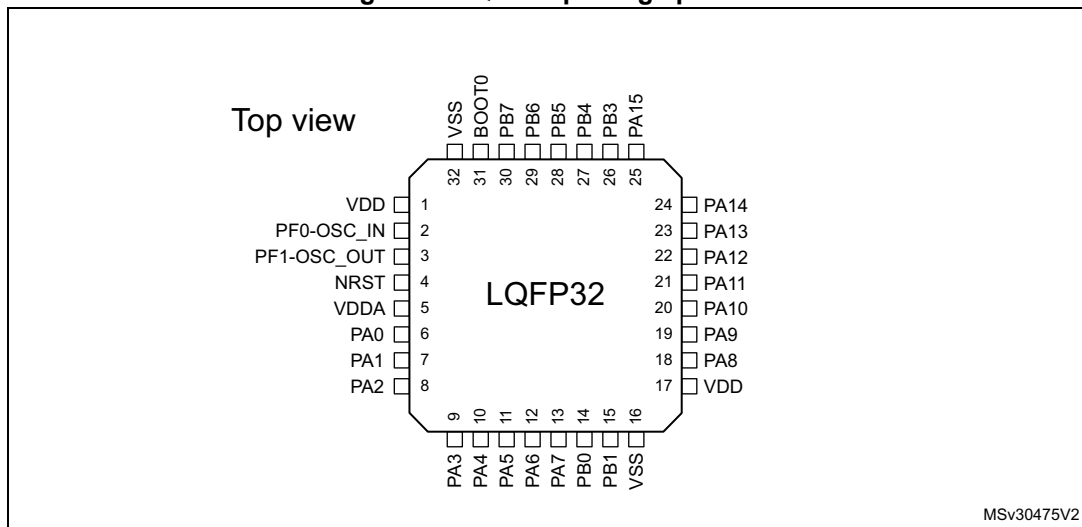 Top view
VSS
BOOT0
PB7
PB6
PB5
PB4
PB3
PA15
32
31
30
29
28
27
26
25
VDD 1
PF0-OSC_IN 2
PF1-OSC_OUT 3
NRST 4
VDDA 5
PA0 6
PA1 7
PA2 8
LQFP32
24 PA14
23 PA13
22 PA12
21 PA11
20 PA10
19 PA9
18 PA8
17 VDD
9
10
11
12
13
14
15
16
PA3
PA4
PA5
PA6
PA7
PB0
PB1
VSS
MSv30475V2